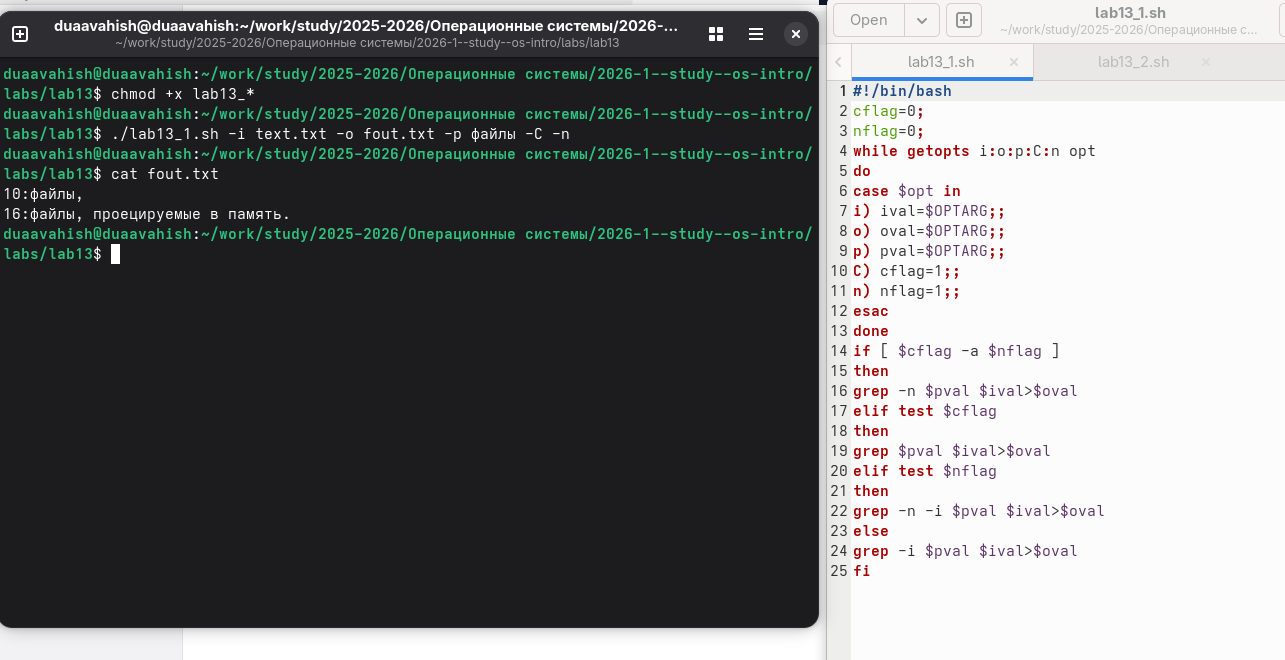 duaavahish@duaavahish:~/work/study/2025-2026/Операционные системы/2026-...
~/work/study/2025-2026/Операционные системы/2026-1--study--os-intro/labs/lab13
duaavahish@duaavahish:~/work/study/2025-2026/Операционные системы/2026-1--study--os-intro/
labs/lab13$ chmod +x lab13_*
duaavahish@duaavahish:~/work/study/2025-2026/Операционные системы/2026-1--study--os-intro/
labs/lab13$ ./lab13_1.sh -i text.txt -o fout.txt -p файлы -C -n
duaavahish@duaavahish:~/work/study/2025-2026/Операционные системы/2026-1--study--os-intro/
labs/lab13$ cat fout.txt
10:файлы,
16:файлы, проецируемые в память.
duaavahish@duaavahish:~/work/study/2025-2026/Операционные системы/2026-1--study--os-intro/
labs/lab13$
Open
lab13_1.sh
~/work/study/2025-2026/Операционные с...
lab13_1.sh
lab13_2.sh
1 #!/bin/bash
2 cflag=0;
3 nflag=0;
4 while getopts i:o:p:C:n opt
5 do
6 case $opt in
7 i) ival=$OPTARG;;
8 o) oval=$OPTARG;;
9 p) pval=$OPTARG;;
10 C) cflag=1;;
11 n) nflag=1;;
12 esac
13 done
14 if [ $cflag -a $nflag ]
15 then
16 grep -n $pval $ival>$oval
17 elif test $cflag
18 then
19 grep $pval $ival>$oval
20 elif test $nflag
21 then
22 grep -n -i $pval $ival>$oval
23 else
24 grep -i $pval $ival>$oval
25 fi